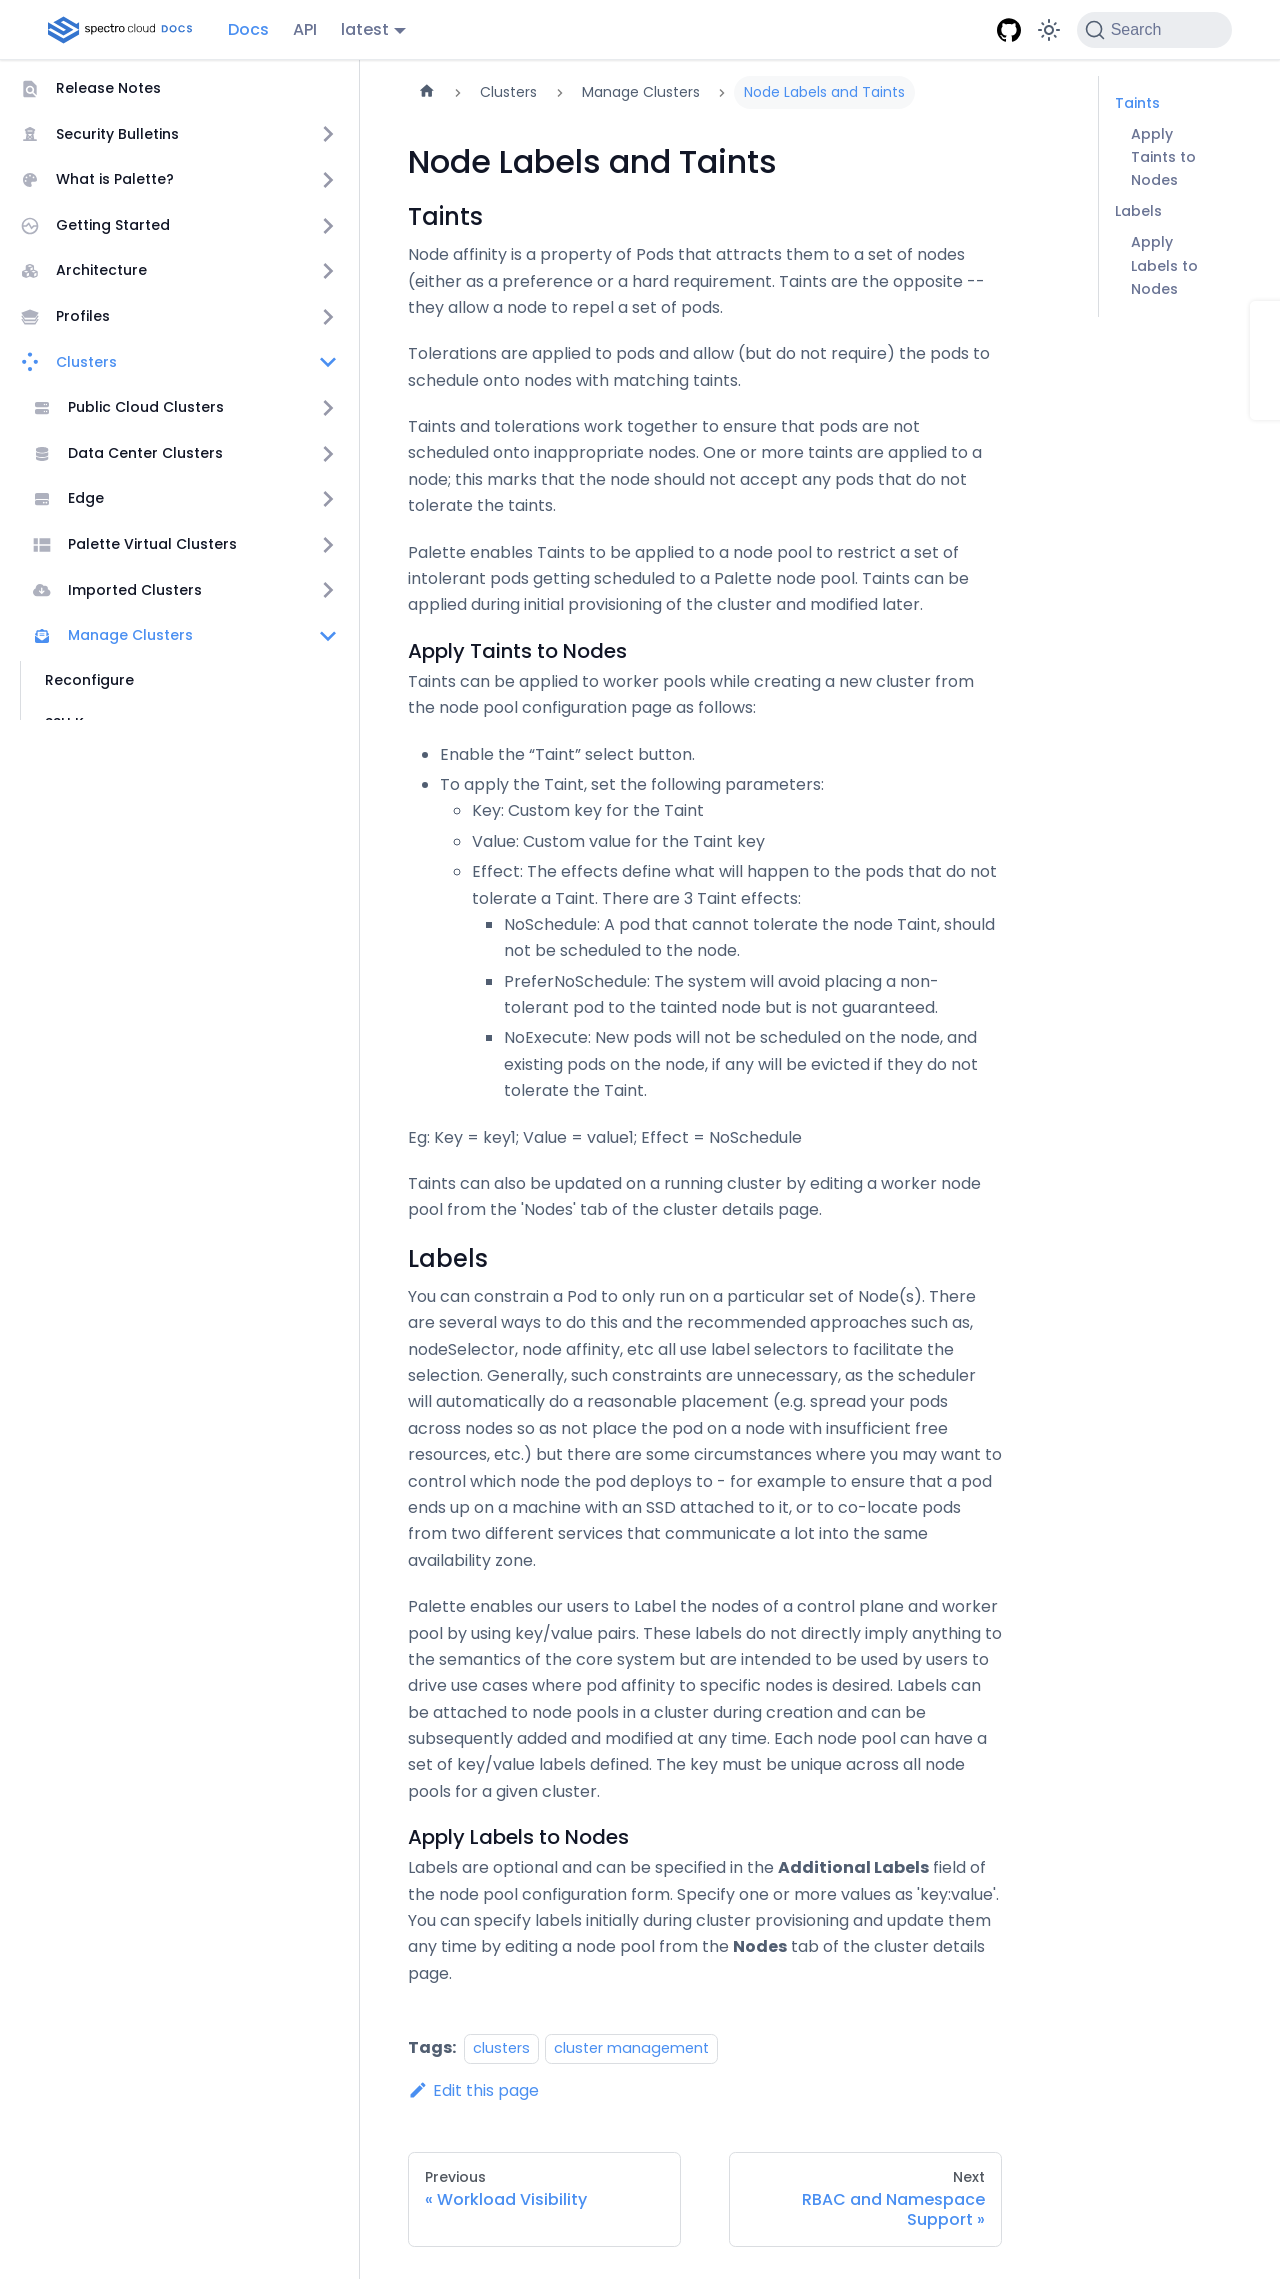 spectro cloud DOCS
Docs
API
latest
Search
Release Notes
Security Bulletins
What is Palette?
Getting Started
Architecture
Profiles
Clusters
Public Cloud Clusters
Data Center Clusters
Edge
Palette Virtual Clusters
Imported Clusters
Manage Clusters
Reconfigure
Clusters
Manage Clusters
Node Labels and Taints
Node Labels and Taints
Taints
Node affinity is a property of Pods that attracts them to a set of nodes
(either as a preference or a hard requirement. Taints are the opposite --
they allow a node to repel a set of pods.
Tolerations are applied to pods and allow (but do not require) the pods to
schedule onto nodes with matching taints.
Taints and tolerations work together to ensure that pods are not
scheduled onto inappropriate nodes. One or more taints are applied to a
node; this marks that the node should not accept any pods that do not
tolerate the taints.
Palette enables Taints to be applied to a node pool to restrict a set of
intolerant pods getting scheduled to a Palette node pool. Taints can be
applied during initial provisioning of the cluster and modified later.
Apply Taints to Nodes
Taints can be applied to worker pools while creating a new cluster from
the node pool configuration page as follows:
• Enable the “Taint” select button.
• To apply the Taint, set the following parameters:
◦ Key: Custom key for the Taint
◦ Value: Custom value for the Taint key
◦ Effect: The effects define what will happen to the pods that do not
tolerate a Taint. There are 3 Taint effects:
▪ NoSchedule: A pod that cannot tolerate the node Taint, should
not be scheduled to the node.
▪ PreferNoSchedule: The system will avoid placing a non-
tolerant pod to the tainted node but is not guaranteed.
▪ NoExecute: New pods will not be scheduled on the node, and
existing pods on the node, if any will be evicted if they do not
tolerate the Taint.
Eg: Key = key1; Value = value1; Effect = NoSchedule
Taints can also be updated on a running cluster by editing a worker node
pool from the 'Nodes' tab of the cluster details page.
Labels
You can constrain a Pod to only run on a particular set of Node(s). There
are several ways to do this and the recommended approaches such as,
nodeSelector, node affinity, etc all use label selectors to facilitate the
selection. Generally, such constraints are unnecessary, as the scheduler
will automatically do a reasonable placement (e.g. spread your pods
across nodes so as not place the pod on a node with insufficient free
resources, etc.) but there are some circumstances where you may want to
control which node the pod deploys to - for example to ensure that a pod
ends up on a machine with an SSD attached to it, or to co-locate pods
from two different services that communicate a lot into the same
availability zone.
Palette enables our users to Label the nodes of a control plane and worker
pool by using key/value pairs. These labels do not directly imply anything to
the semantics of the core system but are intended to be used by users to
drive use cases where pod affinity to specific nodes is desired. Labels can
be attached to node pools in a cluster during creation and can be
subsequently added and modified at any time. Each node pool can have a
set of key/value labels defined. The key must be unique across all node
pools for a given cluster.
Apply Labels to Nodes
Labels are optional and can be specified in the Additional Labels field of
the node pool configuration form. Specify one or more values as 'key:value'.
You can specify labels initially during cluster provisioning and update them
any time by editing a node pool from the Nodes tab of the cluster details
page.
Tags: clusters cluster management
Edit this page
Previous
« Workload Visibility
Next
RBAC and Namespace
Support »
Taints
Apply
Taints to
Nodes
Labels
Apply
Labels to
Nodes